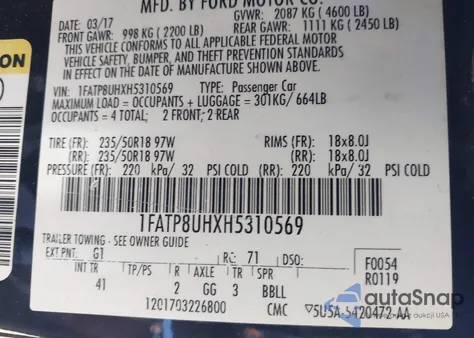 MFD. BY FORD MOTOR CO.
DATE: 03/17 GVWR: 2087 KG ( 4600 LB)
FRONT GAWR: 998 KG ( 2200 LB) REAR GAWR: 1111 KG ( 2450 LB)
THIS VEHICLE CONFORMS TO ALL APPLICABLE FEDERAL MOTOR
VEHICLE SAFETY, BUMPER, AND THEFT PREVENTION STANDARDS IN
EFFECT ON THE DATE OF MANUFACTURE SHOWN ABOVE.
VIN: 1FATP8UHXH5310569 TYPE: Passenger Car
MAXIMUM LOAD = OCCUPANTS + LUGGAGE = 301KG/ 664LB
OCCUPANTS = 4 TOTAL; 2 FRONT; 2 REAR
TIRE (FR): 235/50R18 97W RIMS (FR): 18x8.0J
(RR): 235/50R18 97W (RR): 18x8.0J
PRESSURE (FR): 220 kPa/ 32 PSI COLD (RR): 220 kPa/ 32 PSI COLD
1FATP8UHXH5310569
TRAILER TOWING - SEE OWNER GUIDE
EXT PNT: G1 RC: 71 DSO: F0054
INT TR TP/PS R AXLE TR SPR R0119
41 2 GG 3 BBLL
1201703226800 CMC 5U5A-5420472-AA
autoSnap